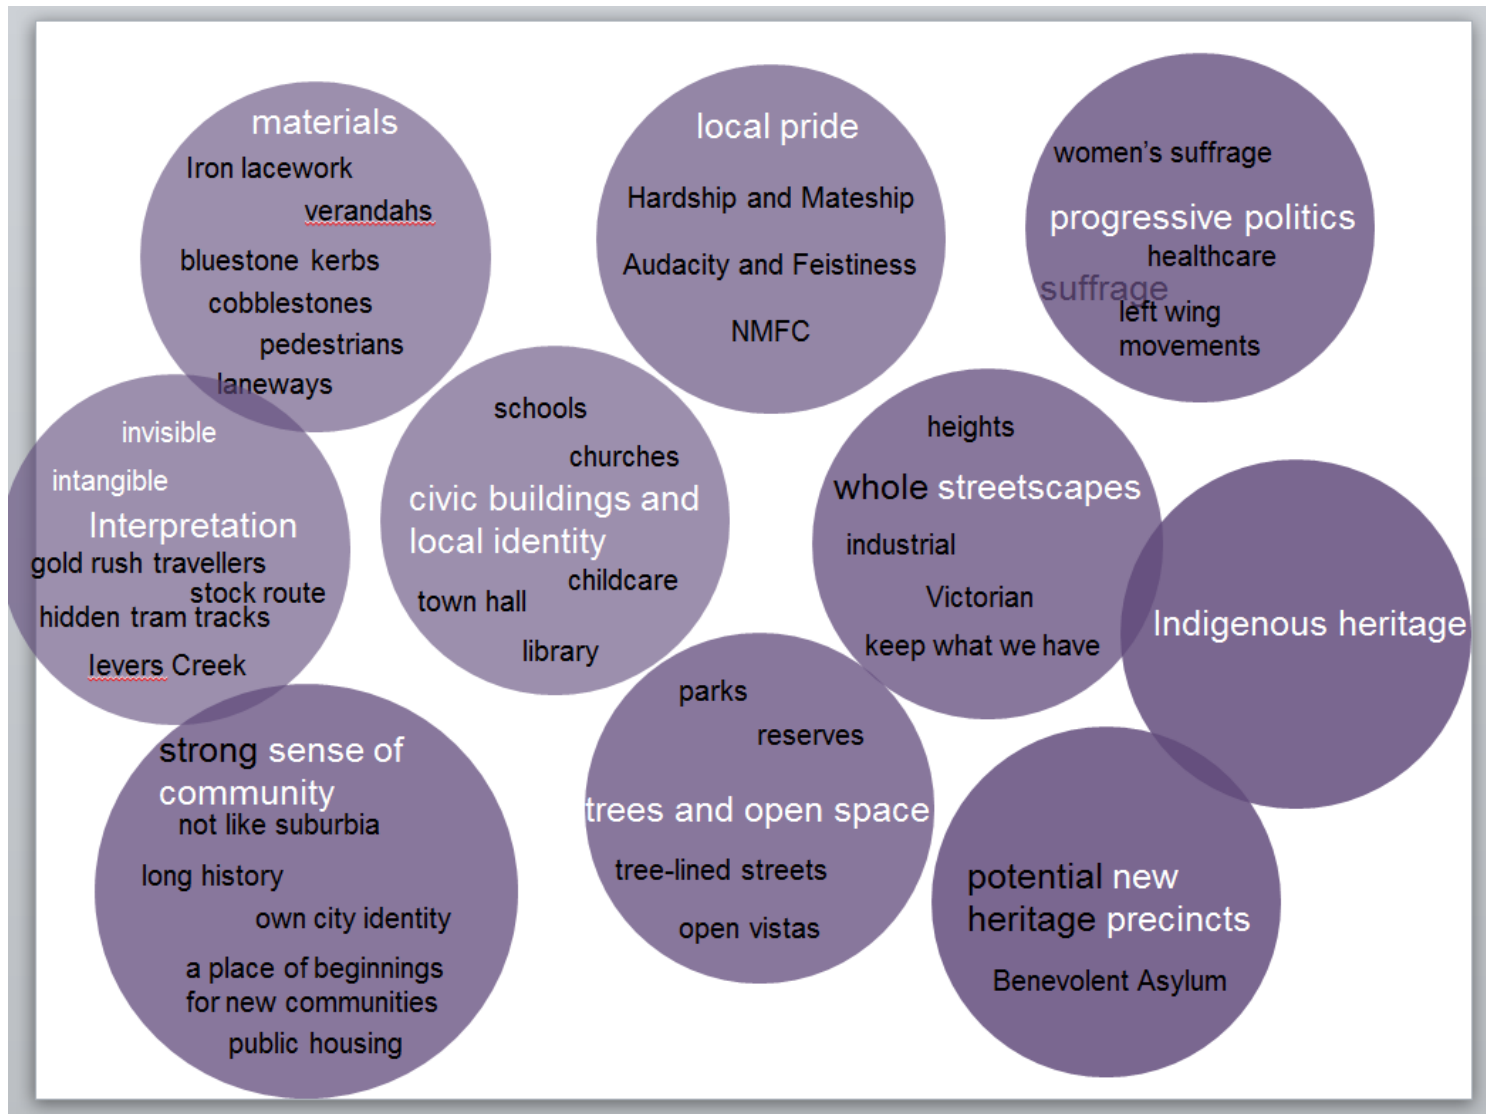 materials
Iron lacework
verandahs
bluestone kerbs
cobblestones
pedestrians
laneways
local pride
Hardship and Mateship
Audacity and Feistiness
NMFC
women's suffrage
progressive politics
healthcare
suffrage
left wing
movements
invisible
intangible
Interpretation
gold rush travellers
stock route
hidden tram tracks
Ievers Creek
schools
churches
civic buildings and
local identity
childcare
town hall
library
heights
whole streetscapes
industrial
Victorian
keep what we have
Indigenous heritage
strong sense of
community
not like suburbia
long history
own city identity
a place of beginnings
for new communities
public housing
parks
reserves
trees and open space
tree-lined streets
open vistas
potential new
heritage precincts
Benevolent Asylum